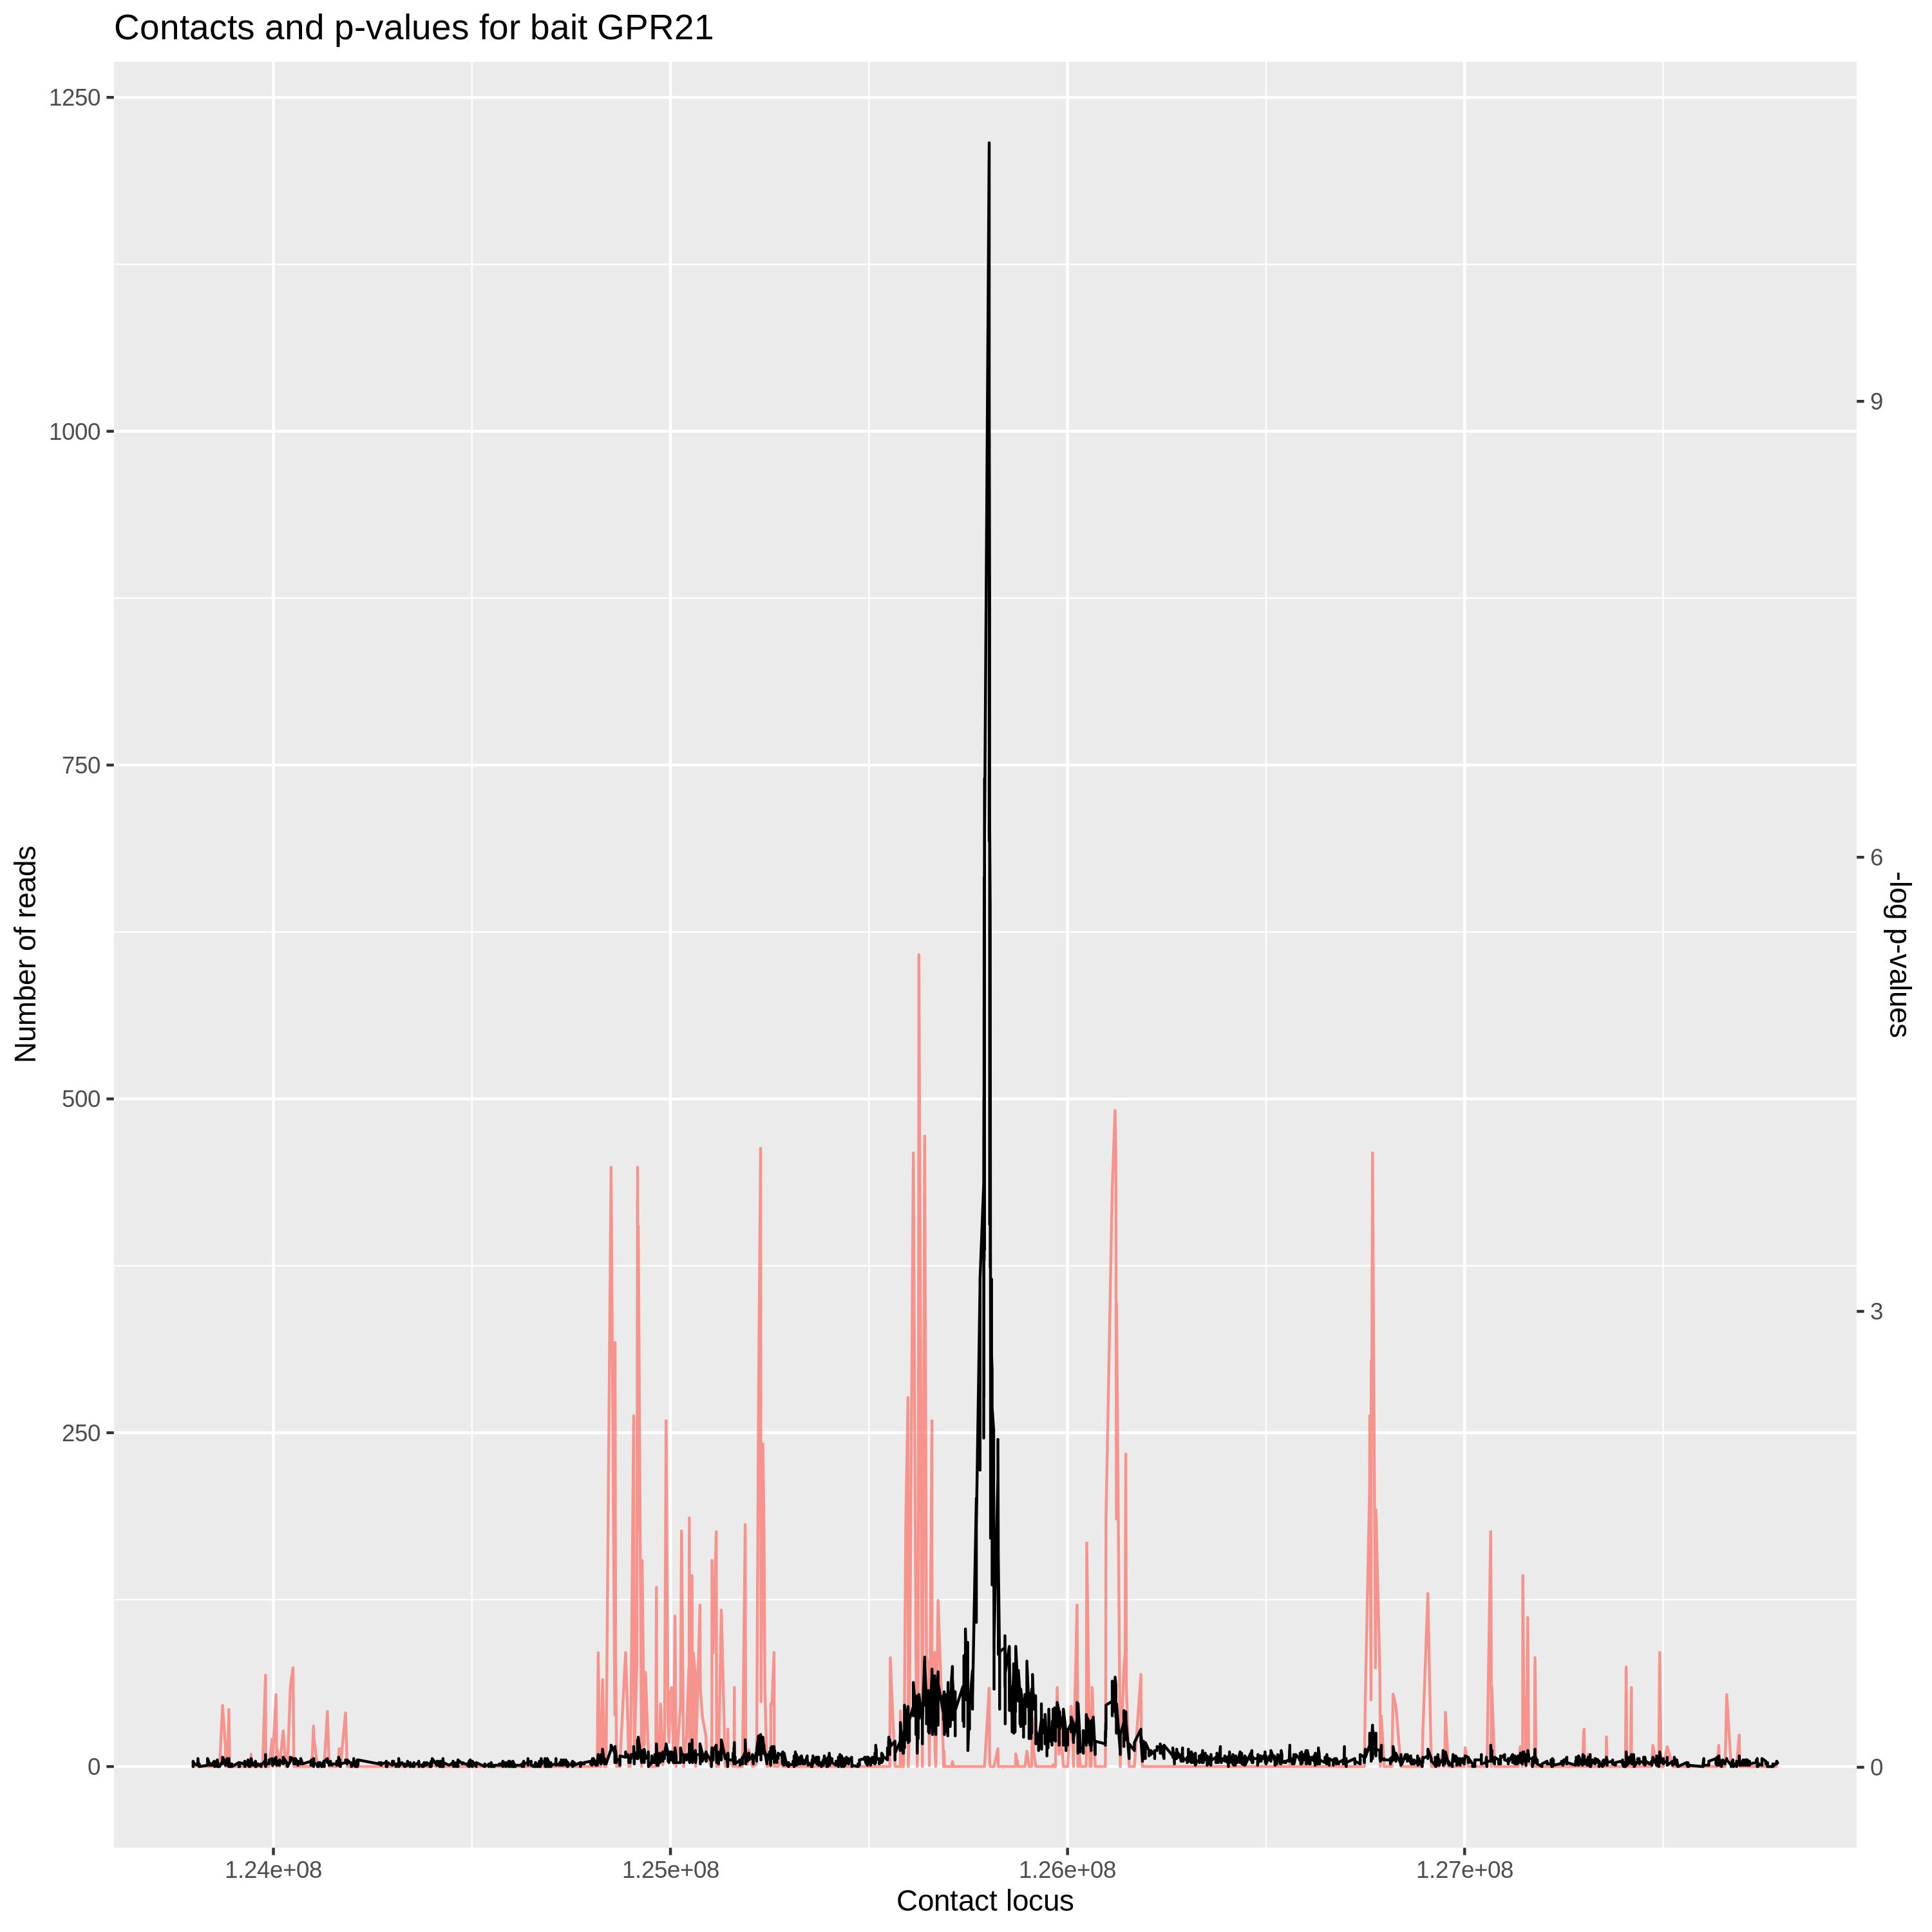 Contacts and p-values for bait GPR21
1250
1000
750
500
250
0
Number of reads
9
6
3
0
-log p-values
1.24e+08
1.25e+08
1.26e+08
1.27e+08
Contact locus